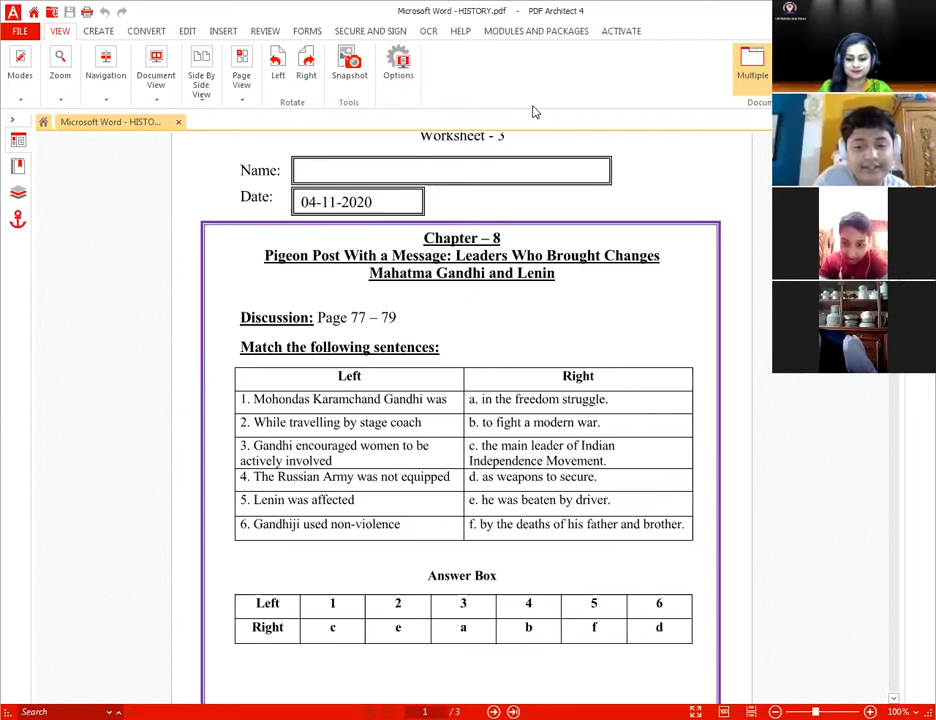 Microsoft Word - HISTORY.pdf - PDF Architect 4
FILE VIEW CREATE CONVERT EDIT INSERT REVIEW FORMS SECURE AND SIGN OCR HELP MODULES AND PACKAGES ACTIVATE
Modes Zoom Navigation Document View Side By Side View Page View Left Right Snapshot Options Multiple
Rotate Tools Docum
Microsoft Word - HISTO...
Worksheet - 3
Name:
Date: 04-11-2020
Chapter – 8
Pigeon Post With a Message: Leaders Who Brought Changes
Mahatma Gandhi and Lenin
Discussion: Page 77 – 79
Match the following sentences:
Left Right
1. Mohondas Karamchand Gandhi was a. in the freedom struggle.
2. While travelling by stage coach b. to fight a modern war.
3. Gandhi encouraged women to be actively involved c. the main leader of Indian Independence Movement.
4. The Russian Army was not equipped d. as weapons to secure.
5. Lenin was affected e. he was beaten by driver.
6. Gandhiji used non-violence f. by the deaths of his father and brother.
Answer Box
Left 1 2 3 4 5 6
Right c e a b f d
Search 1 / 3 100%